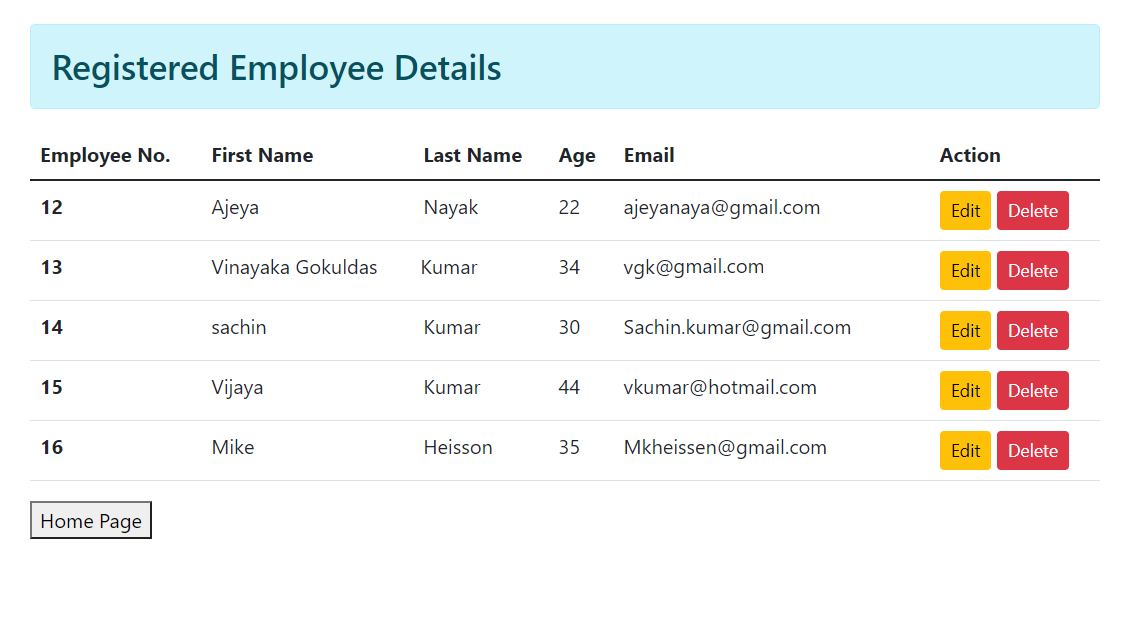 Registered Employee Details
Employee No. First Name Last Name Age Email Action
12 Ajeya Nayak 22 ajeyanaya@gmail.com Edit Delete
13 Vinayaka Gokuldas Kumar 34 vgk@gmail.com Edit Delete
14 sachin Kumar 30 Sachin.kumar@gmail.com Edit Delete
15 Vijaya Kumar 44 vkumar@hotmail.com Edit Delete
16 Mike Heisson 35 Mkheissen@gmail.com Edit Delete
Home Page